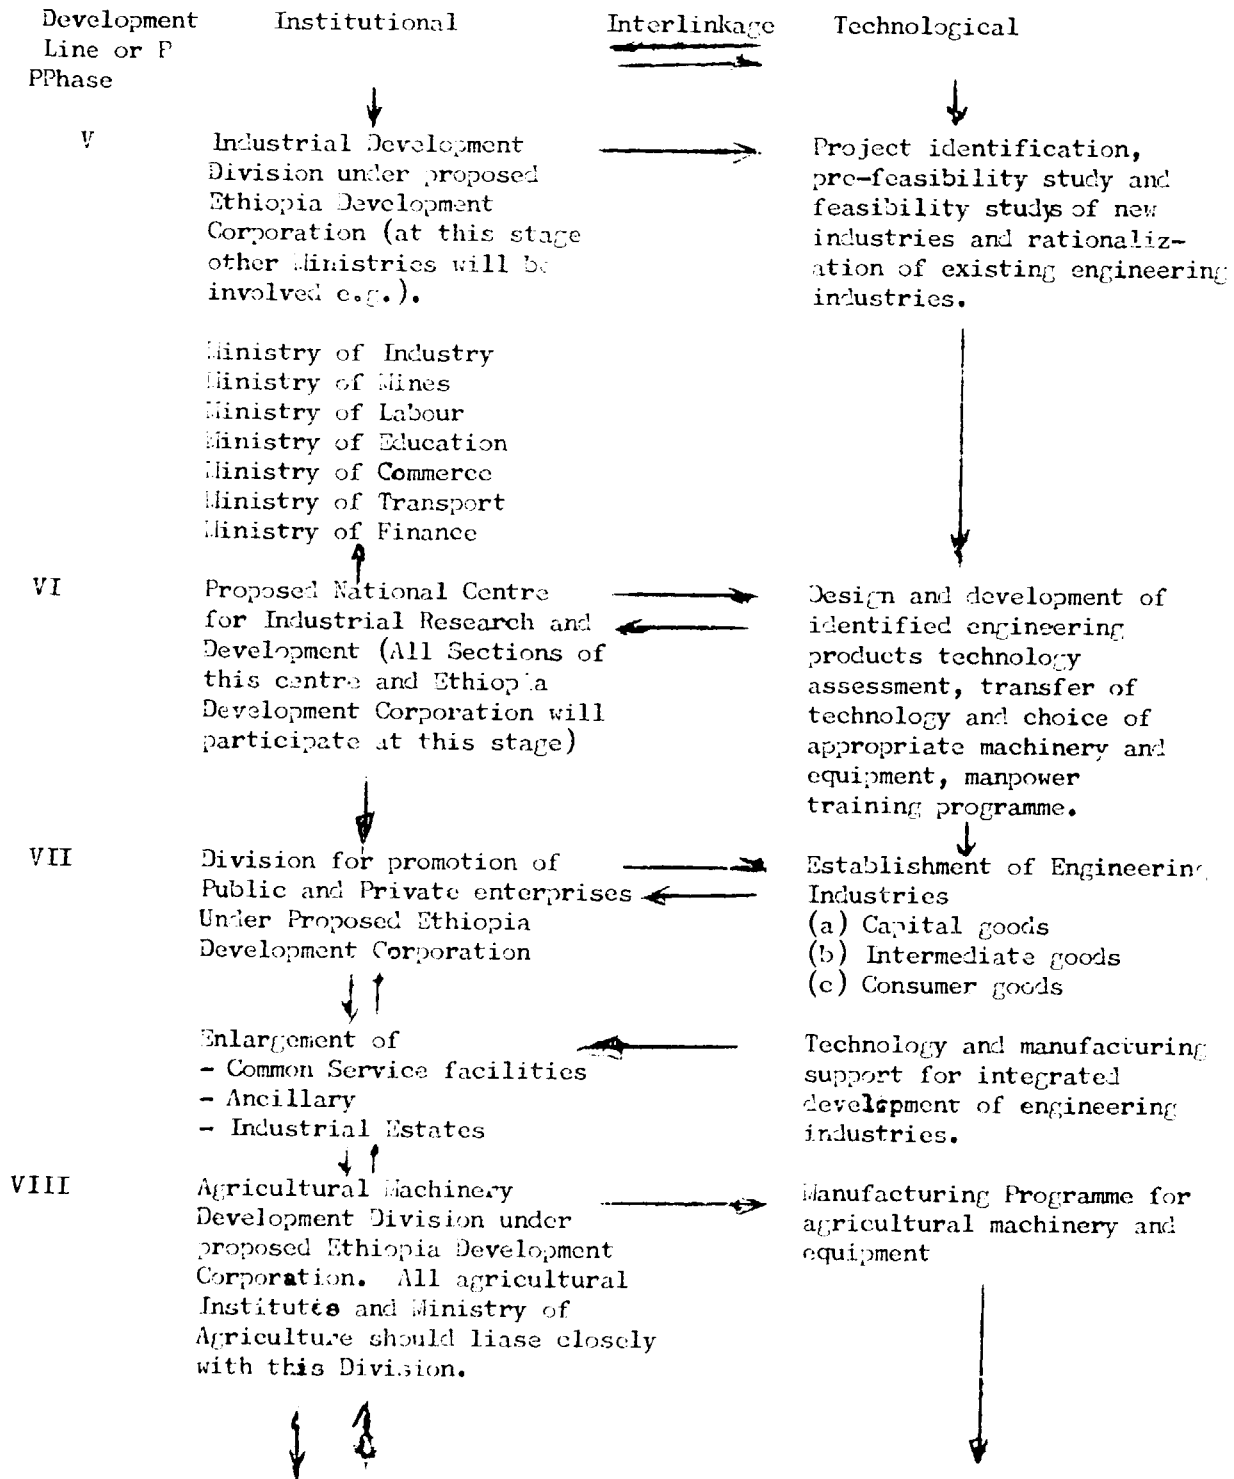 Development Institutional Interlinkage Technological
Line or P
PPhase
V
Industrial Development
Division under proposed
Ethiopia Development
Corporation (at this stage
other Ministries will be
involved e.g.).
Project identification,
pre-feasibility study and
feasibility studys of new
industries and rationaliz-
ation of existing engineering
industries.
Ministry of Industry
Ministry of Mines
Ministry of Labour
Ministry of Education
Ministry of Commerce
Ministry of Transport
Ministry of Finance
VI
Proposed National Centre
for Industrial Research and
Development (All Sections of
this centre and Ethiopia
Development Corporation will
participate at this stage)
Design and development of
identified engineering
products technology
assessment, transfer of
technology and choice of
appropriate machinery and
equipment, manpower
training programme.
VII
Division for promotion of
Public and Private enterprises
Under Proposed Ethiopia
Development Corporation
Establishment of Engineering
Industries
(a) Capital goods
(b) Intermediate goods
(c) Consumer goods
Enlargement of
- Common Service facilities
- Ancillary
- Industrial Estates
Technology and manufacturing
support for integrated
development of engineering
industries.
VIII
Agricultural Machinery
Development Division under
proposed Ethiopia Development
Corporation. All agricultural
Institutes and Ministry of
Agriculture should liase closely
with this Division.
Manufacturing Programme for
agricultural machinery and
equipment